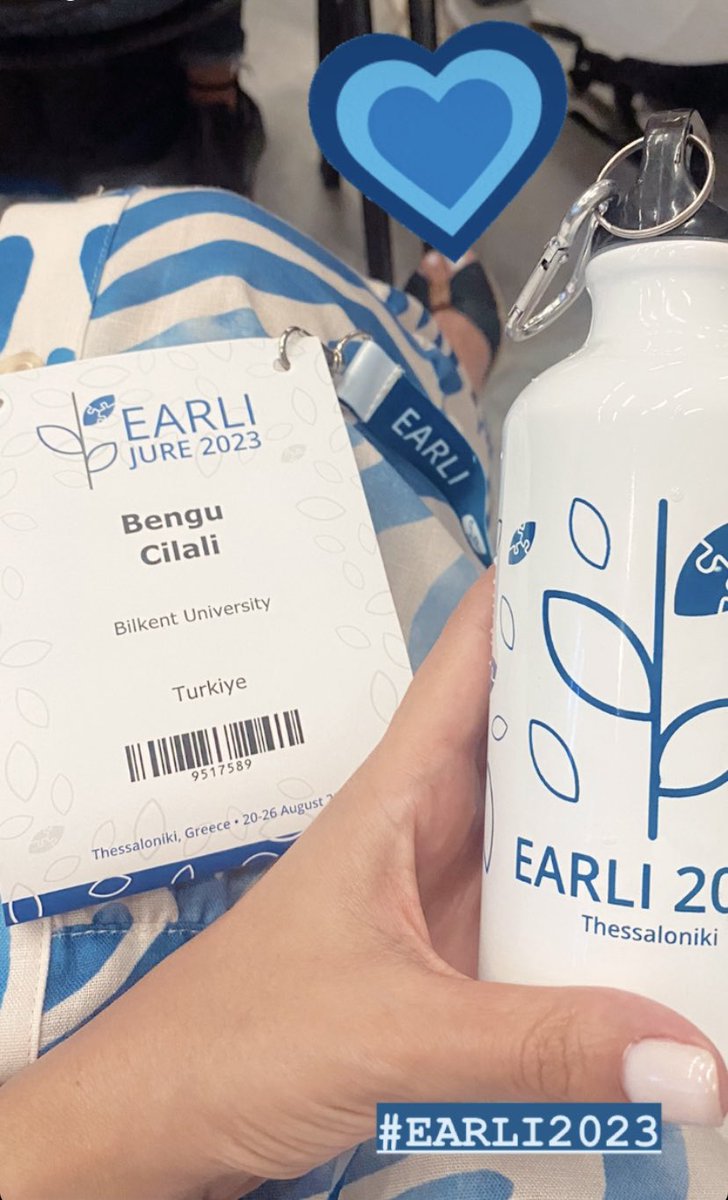 EARLI
JURE 2023
EARLI
Bengu
Cilali
Bilkent University
Turkiye
9517589
Thessaloniki, Greece • 20-26 August
EARLI 20
Thessaloniki
#EARLI2023